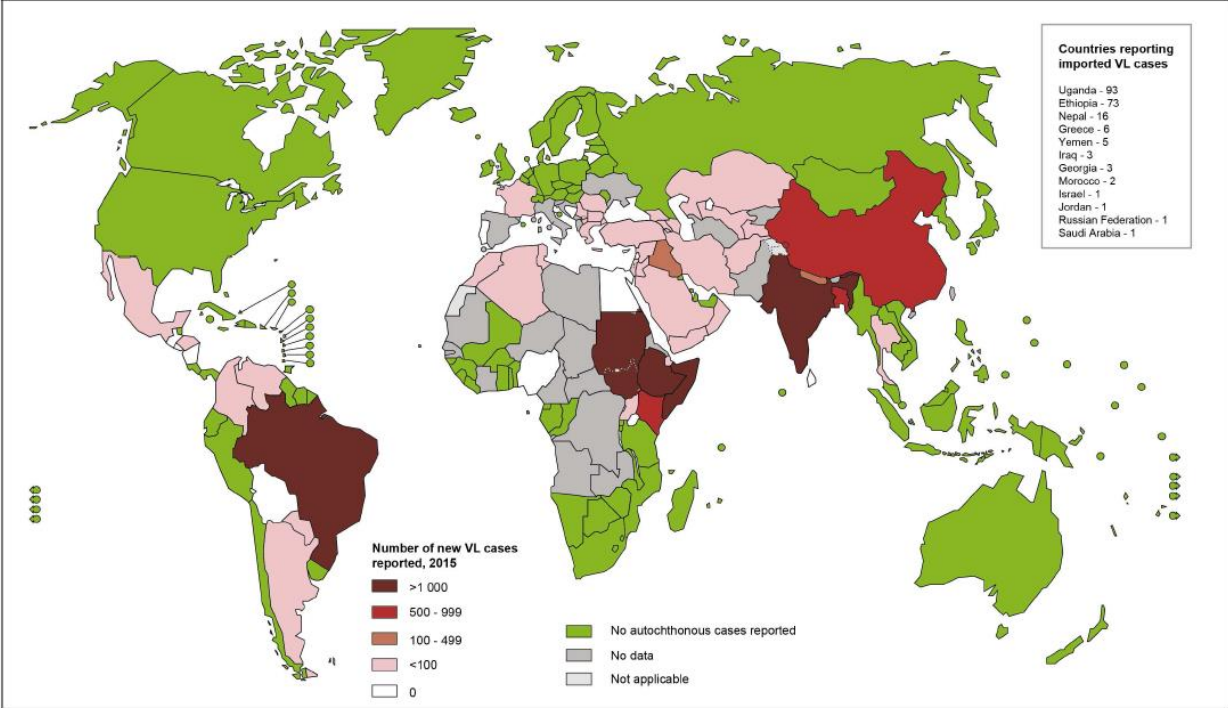 Countries reporting
imported VL cases
Uganda - 93
Ethiopia - 73
Nepal - 16
Greece - 6
Yemen - 5
Iraq - 3
Georgia - 3
Morocco - 2
Israel - 1
Jordan - 1
Russian Federation - 1
Saudi Arabia - 1
Number of new VL cases
reported, 2015
>1 000
500 - 999
100 - 499
<100
0
No autochthonous cases reported
No data
Not applicable